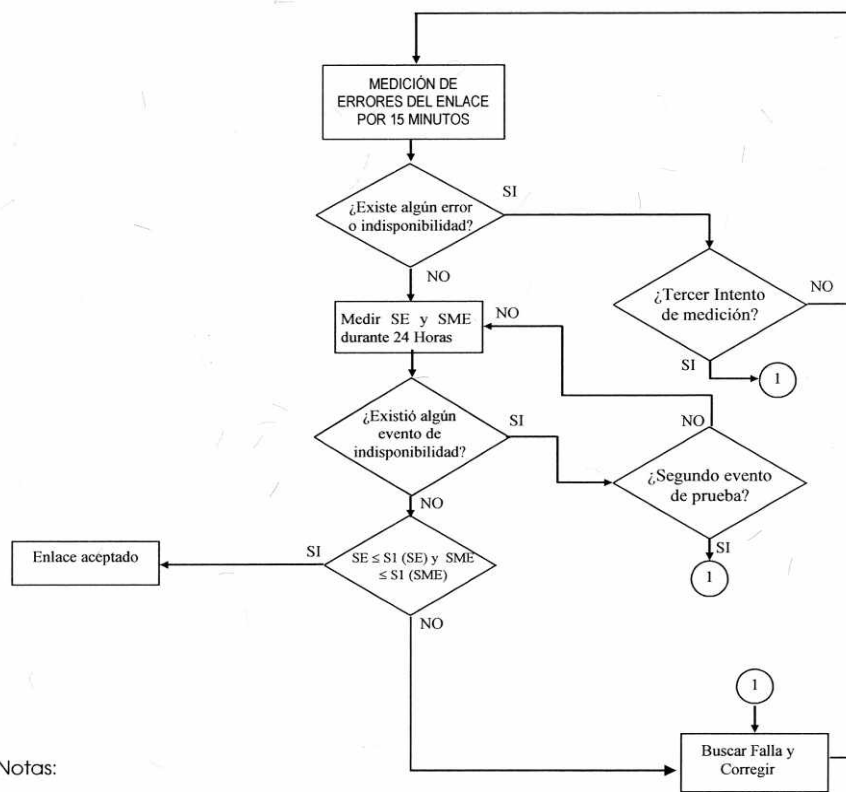 MEDICIÓN DE
ERRORES DEL ENLACE
POR 15 MINUTOS
SI
¿Existe algún error
o indisponibilidad?
NO
¿Tercer Intento
de medición?
NO
SI
1
Medir SE y SME
durante 24 Horas
NO
¿Existió algún
evento de
indisponibilidad?
SI
NO
¿Segundo evento
de prueba?
NO
SI
1
SE ≤ S1 (SE) y SME
≤ S1 (SME)
SI
Enlace aceptado
NO
1
Buscar Falla y
Corregir
Notas: